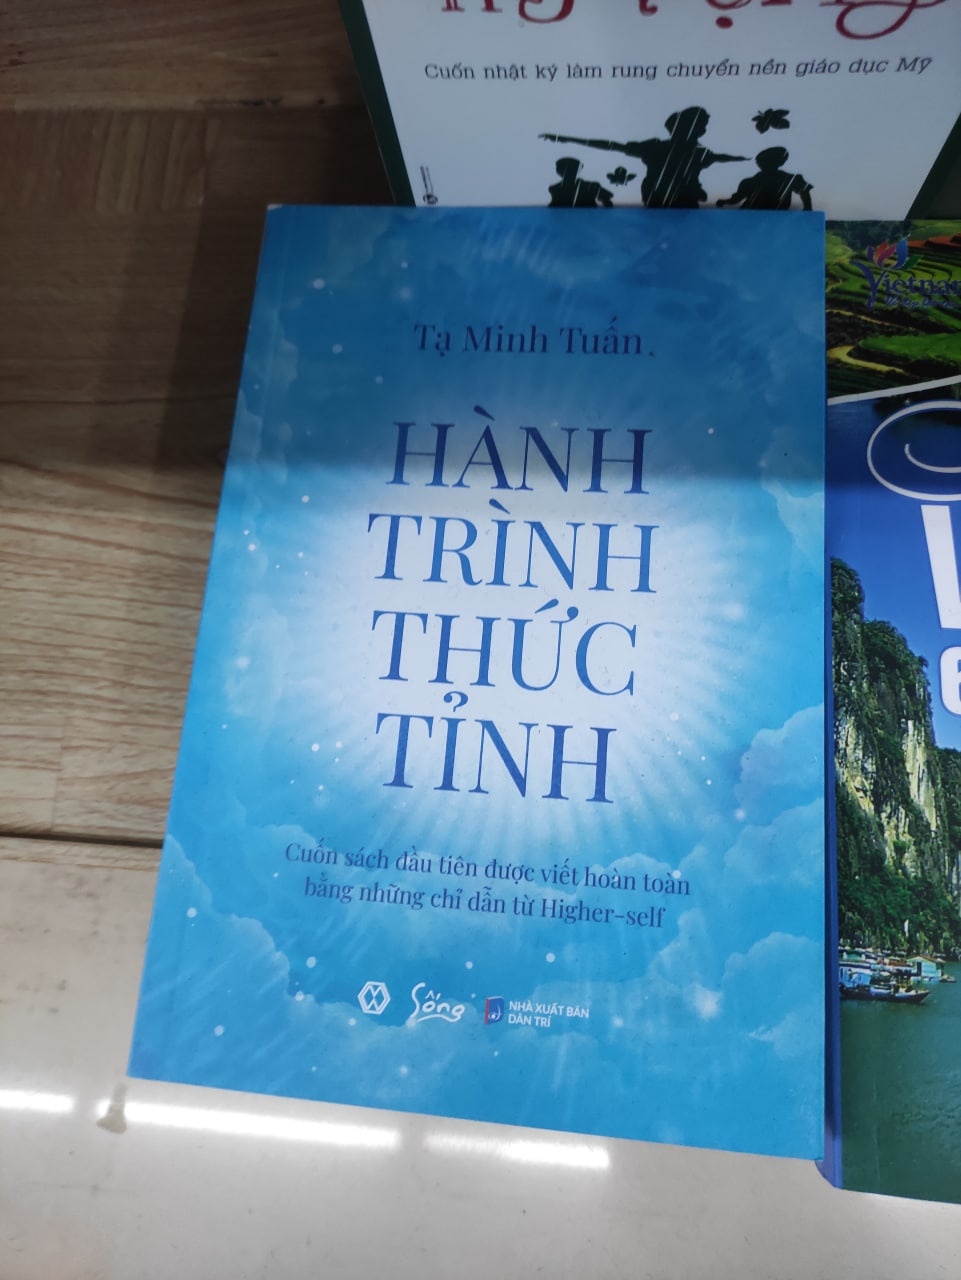 Cuốn nhật ký làm rung chuyển nền giáo dục Mỹ
Tạ Minh Tuấn
HÀNH
TRÌNH
THỨC
TỈNH
Cuốn sách đầu tiên được viết hoàn toàn
bằng những chỉ dẫn từ Higher-self
Sống
NHÀ XUẤT BẢN
DÂN TRÍ